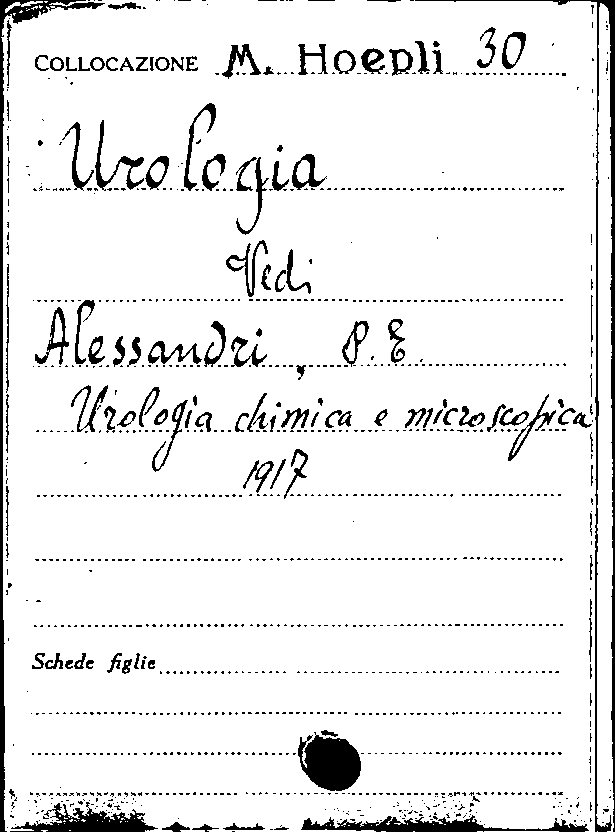 COLLOCAZIONE M. Hoepli 30
Urologia
Vedi
Alessandri, P. E.
Urologia chimica e microscopica
1917
Schede figlie